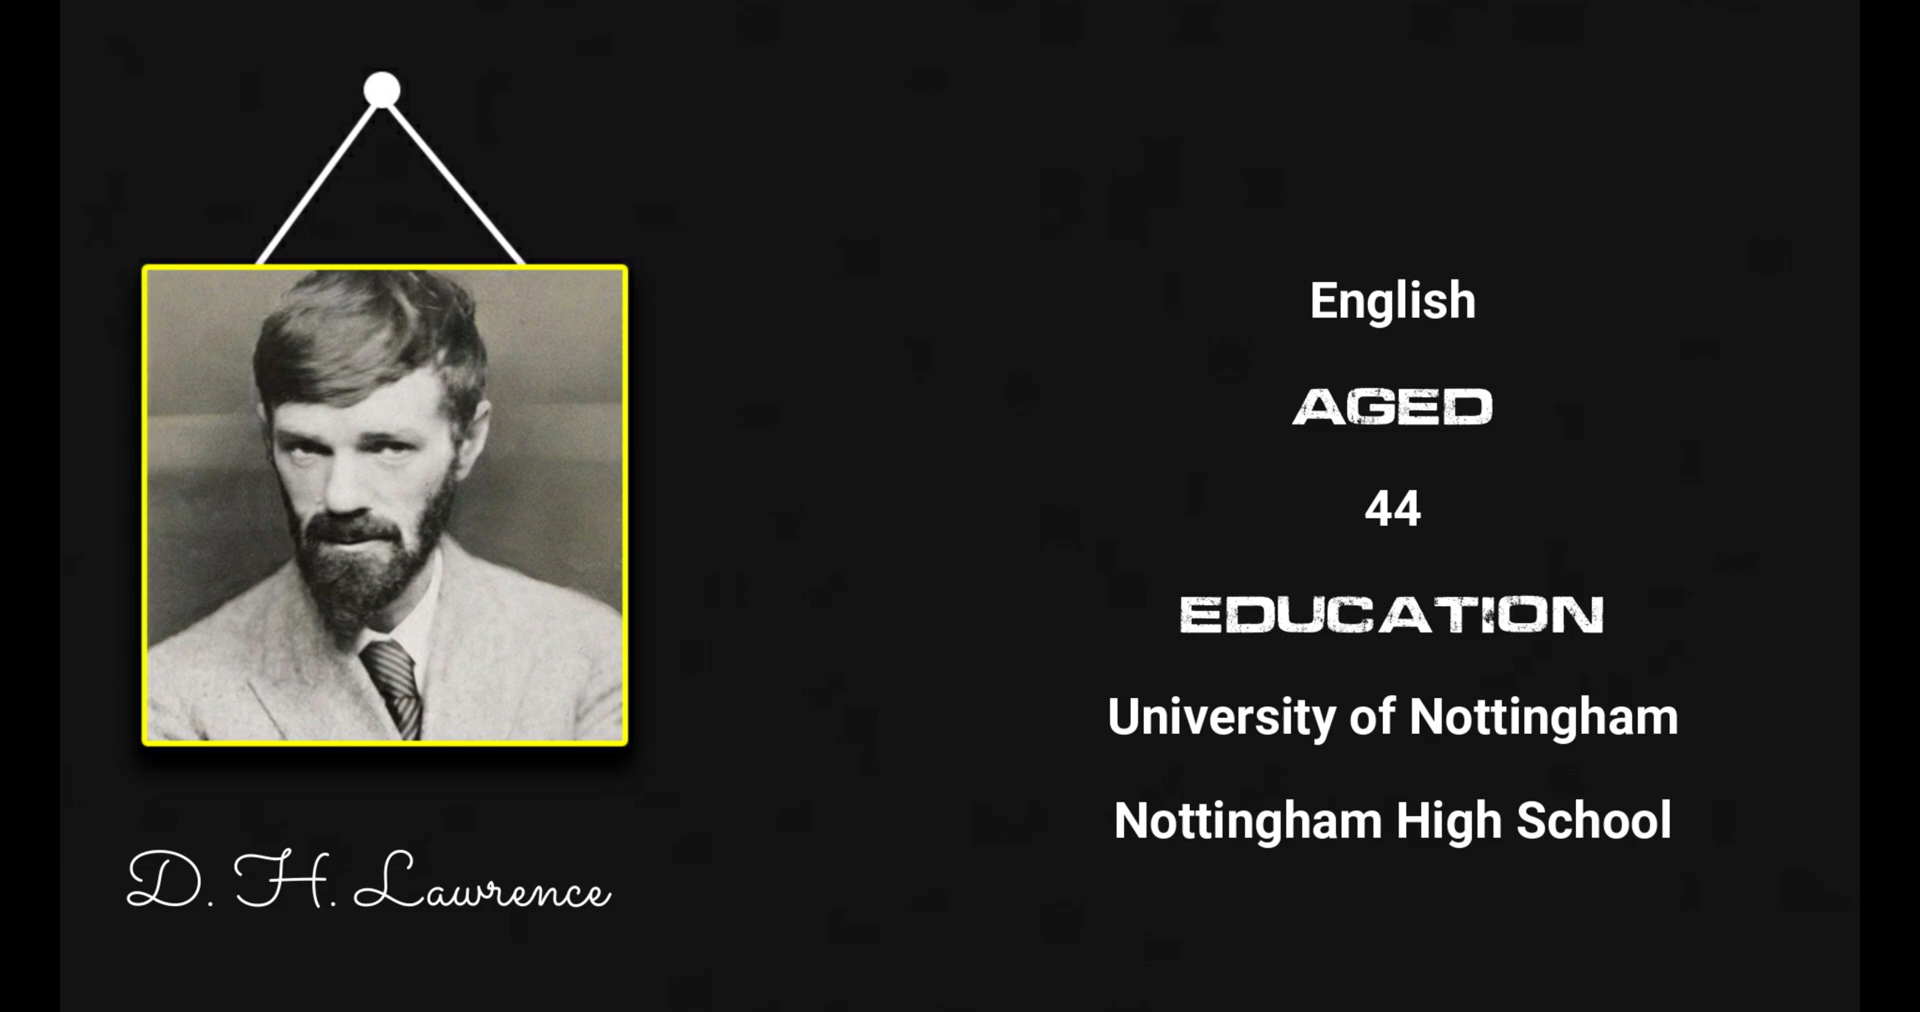 English
AGED
44
EDUCATION
University of Nottingham
Nottingham High School
D. H. Lawrence